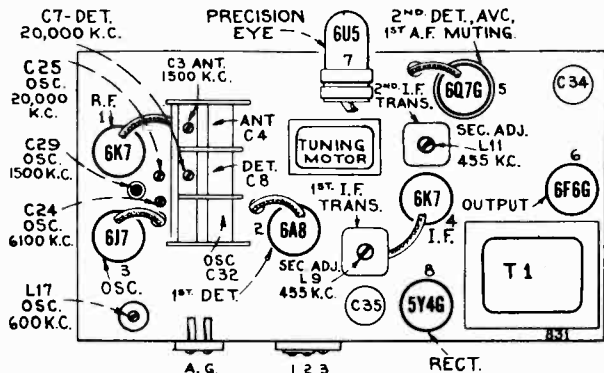 C7-DET.
20,000 K.C.
PRECISION
EYE
6U5
7
2ND. DET., AVC,
1ST A.F. MUTING.
C25
OSC.
20,000
K.C.
C3 ANT.
1500 K.C.
6Q7G
5
C34
R.F.
1
6K7
ANT
C4
2ND. I.F.
TRANS.
SEC. ADJ.
L11
455 K.C.
TUNING
MOTOR
C29
OSC.
1500 K.C.
DET.
C8
1ST. I.F.
TRANS.
6K7
4
I.F.
6
6F6G
OUTPUT
C24
OSC.
6100 K.C.
6J7
3
OSC.
OSC
C32
2
6A8
1ST. DET.
SEC. ADJ.
L9
455 K.C.
T1
L17
OSC.
600 K.C.
C35
8
5Y4G
831
A. G.
1 2 3
RECT.